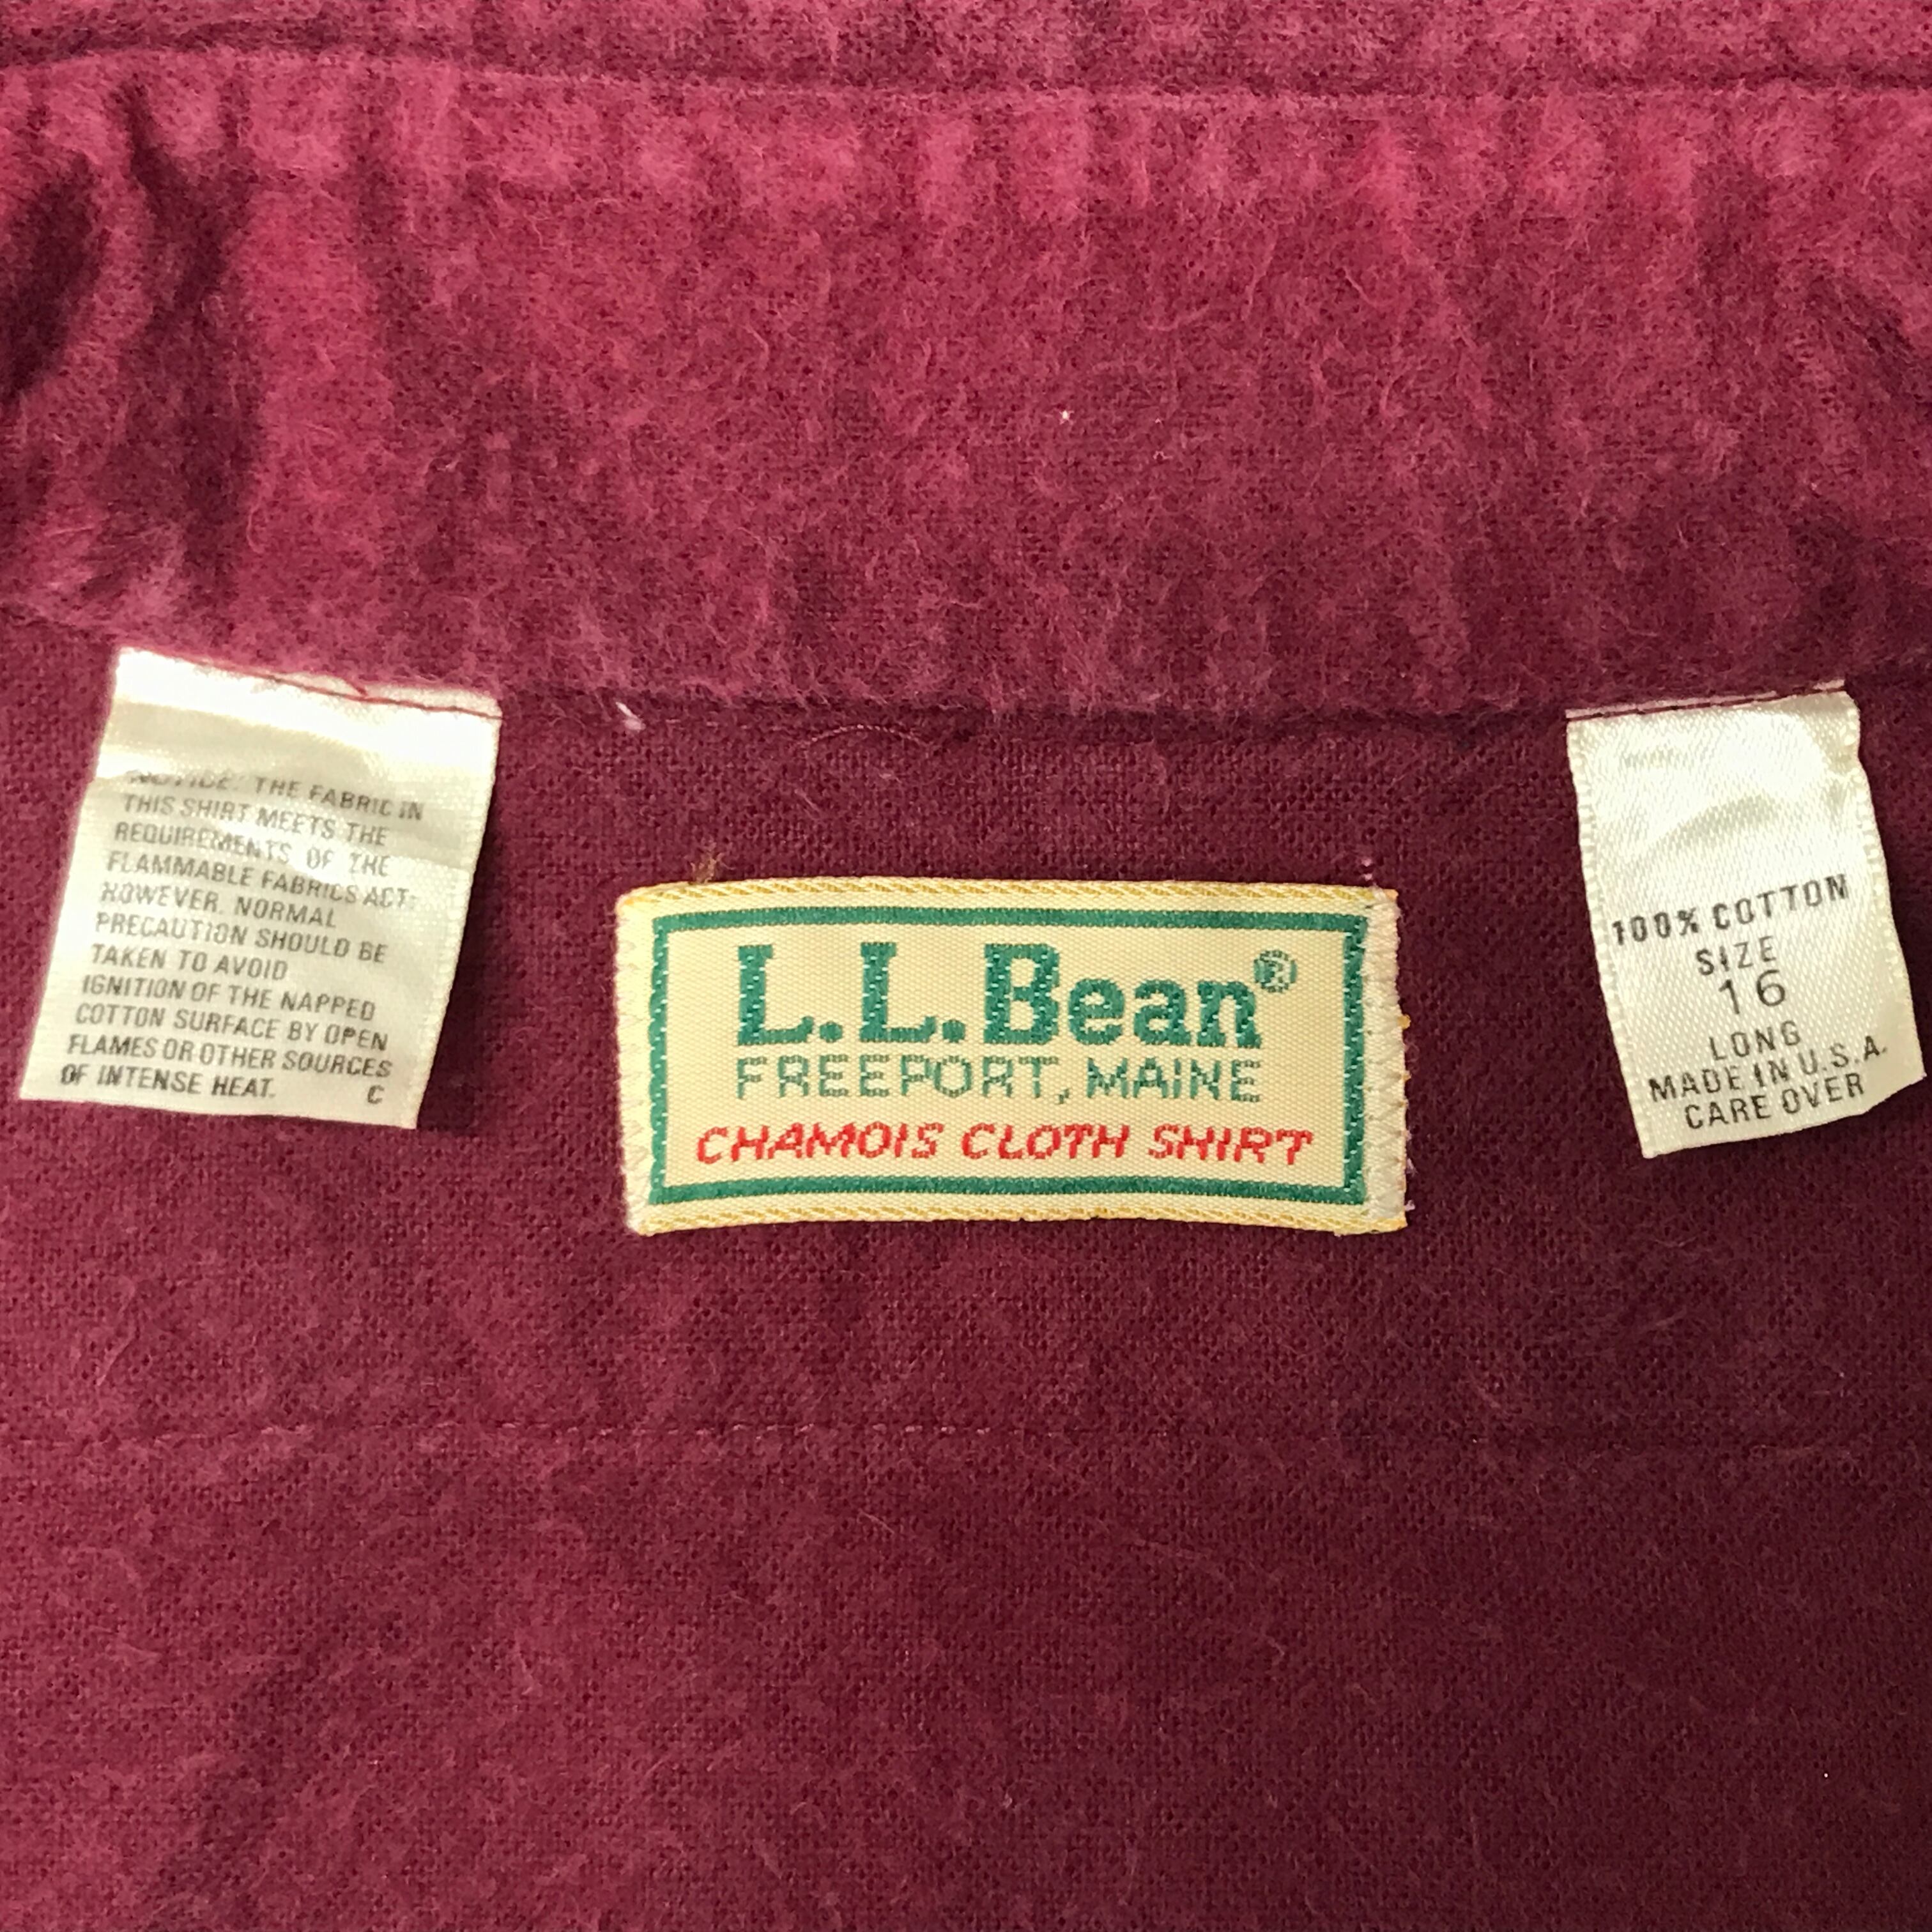 NOTICE: THE FABRIC IN
THIS SHIRT MEETS THE
REQUIREMENTS OF THE
FLAMMABLE FABRICS ACT;
HOWEVER, NORMAL
PRECAUTION SHOULD BE
TAKEN TO AVOID
IGNITION OF THE NAPPED
COTTON SURFACE BY OPEN
FLAMES OR OTHER SOURCES
OF INTENSE HEAT. C
L.L.Bean®
FREEPORT, MAINE
CHAMOIS CLOTH SHIRT
100% COTTON
SIZE
16
LONG
MADE IN U.S.A.
CARE OVER